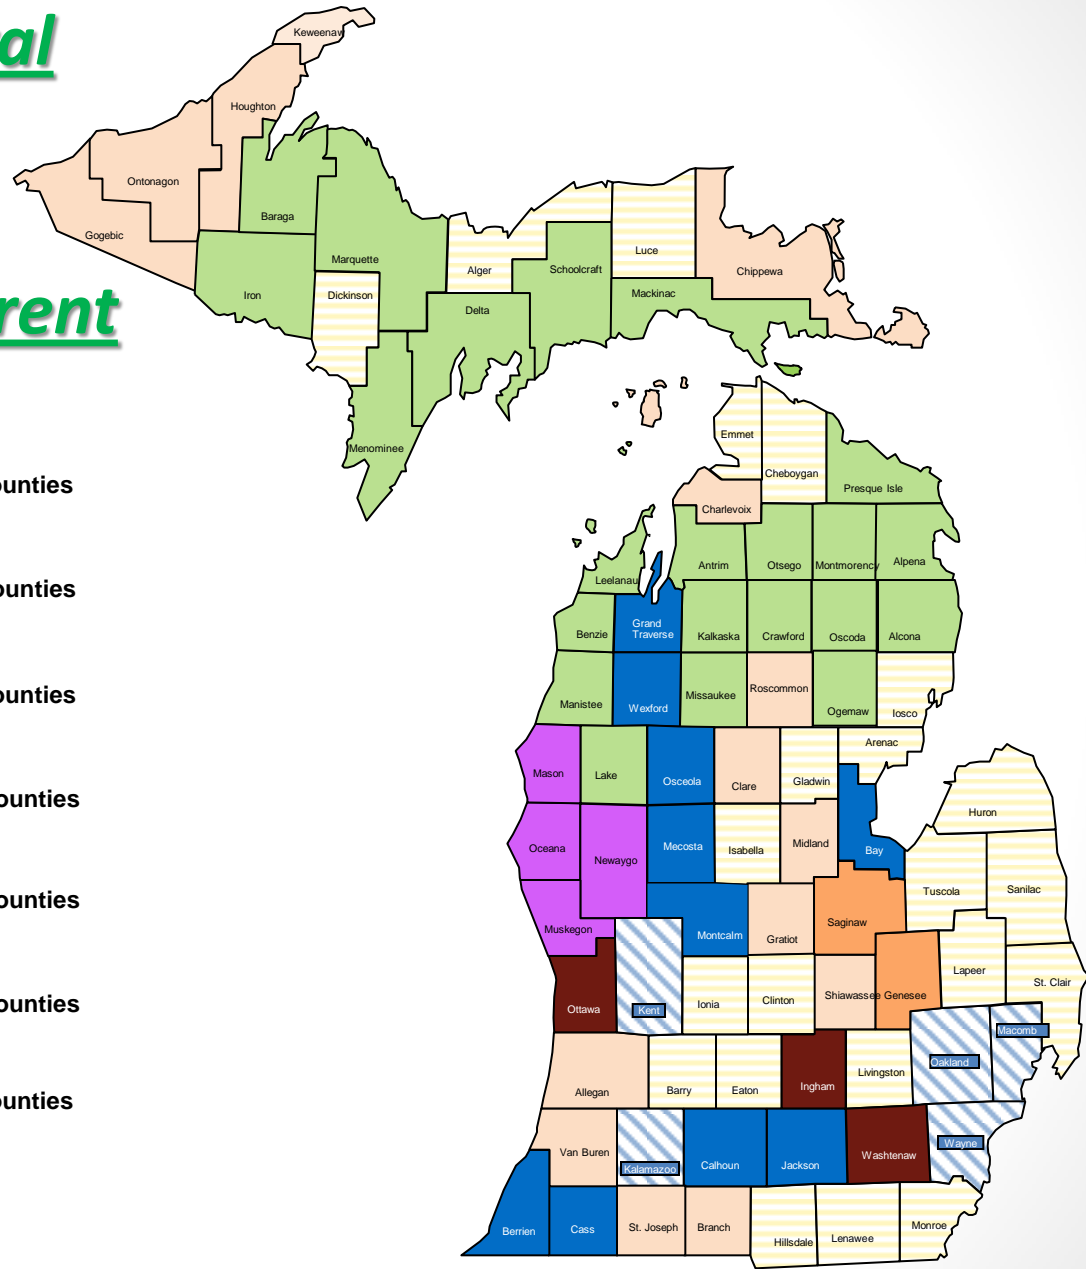 al
rent
ounties
ounties
ounties
ounties
ounties
ounties
ounties
Keweenaw
Houghton
Ontonagon
Gogebic
Baraga
Marquette
Iron
Dickinson
Alger
Luce
Schoolcraft
Chippewa
Mackinac
Delta
Menominee
Emmet
Cheboygan
Presque Isle
Charlevoix
Antrim
Otsego
Montmorency
Alpena
Leelanau
Benzie
Grand
Traverse
Kalkaska
Crawford
Oscoda
Alcona
Manistee
Wexford
Missaukee
Roscommon
Ogemaw
Iosco
Arenac
Mason
Lake
Osceola
Clare
Gladwin
Huron
Oceana
Newaygo
Mecosta
Isabella
Midland
Bay
Tuscola
Sanilac
Muskegon
Montcalm
Gratiot
Saginaw
Lapeer
St. Clair
Ottawa
Kent
Ionia
Clinton
Shiawassee
Genesee
Macomb
Oakland
Allegan
Barry
Eaton
Ingham
Livingston
Van Buren
Kalamazoo
Calhoun
Jackson
Washtenaw
Wayne
Berrien
Cass
St. Joseph
Branch
Hillsdale
Lenawee
Monroe